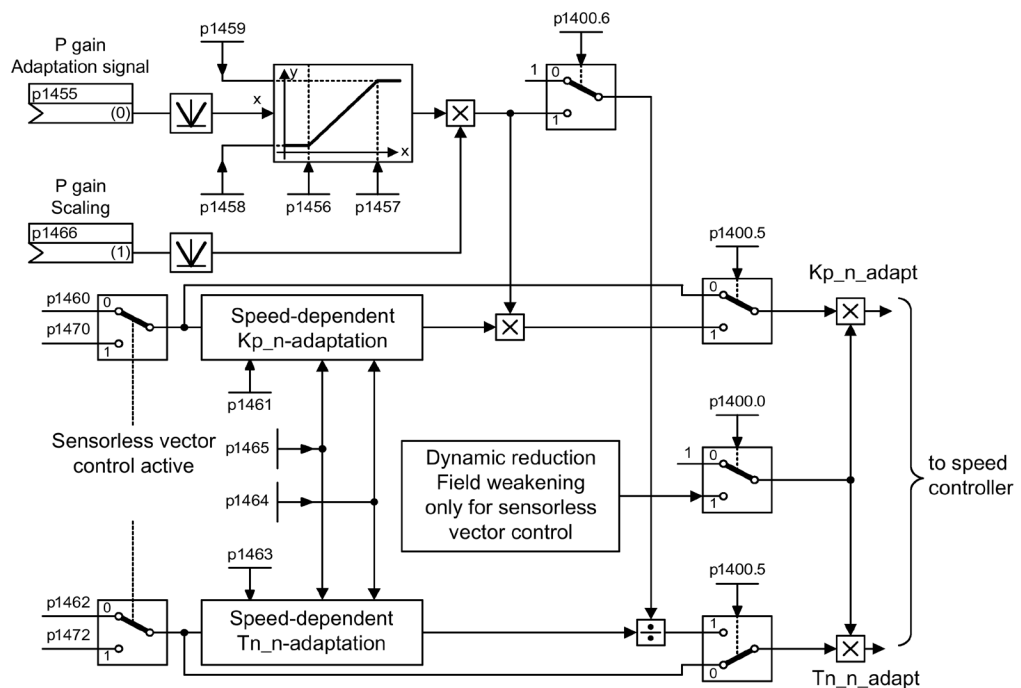 p1400.6
p1459
P gain
Adaptation signal
p1455
(0)
x
y
x
×
1
0
1
p1458
p1456
p1457
P gain
Scaling
p1466
(1)
p1400.5
Kp_n_adapt
p1460
0
p1470
1
Speed-dependent
Kp_n-adaptation
×
0
1
×
p1461
p1400.0
Sensorless vector
control active
p1465
p1464
Dynamic reduction
Field weakening
only for sensorless
vector control
1
0
1
to speed
controller
p1463
p1400.5
p1462
0
p1472
1
Speed-dependent
Tn_n-adaptation
÷
1
0
×
Tn_n_adapt